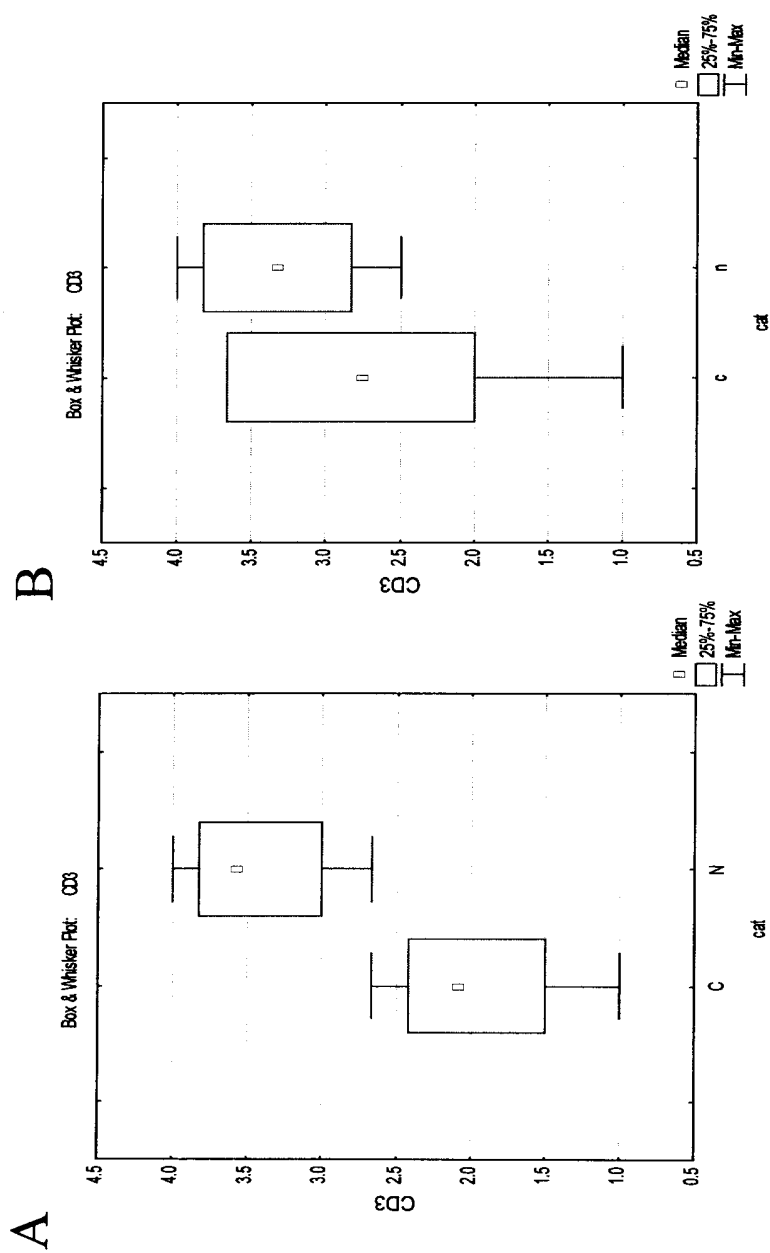 A
Box & Whisker Plot: CD3
CD3
4.5
4.0
3.5
3.0
2.5
2.0
1.5
1.0
0.5
C
N
cat
Median
25%-75%
Min-Max
B
Box & Whisker Plot: CD3
CD3
4.5
4.0
3.5
3.0
2.5
2.0
1.5
1.0
0.5
c
n
cat
Median
25%-75%
Min-Max